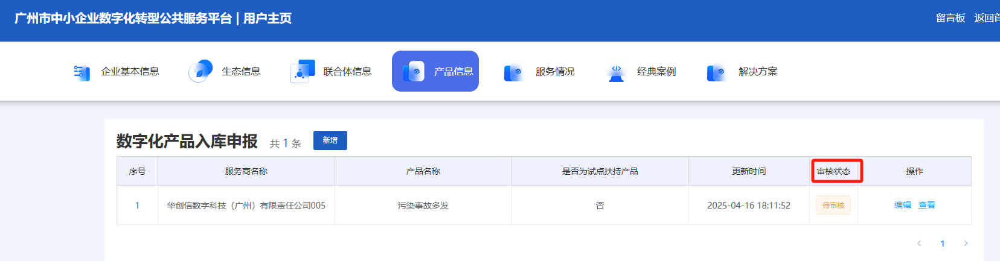 广州市中小企业数字化转型公共服务平台 | 用户主页
留言板 返回首
企业基本信息 生态信息 联合体信息 产品信息 服务情况 经典案例 解决方案
数字化产品入库申报 共 1 条 新增
序号 服务商名称 产品名称 是否为试点扶持产品 更新时间 审核状态 操作
1 华创信数字科技（广州）有限责任公司005 污染事故多发 否 2025-04-16 18:11:52 待审核 编辑 查看
1